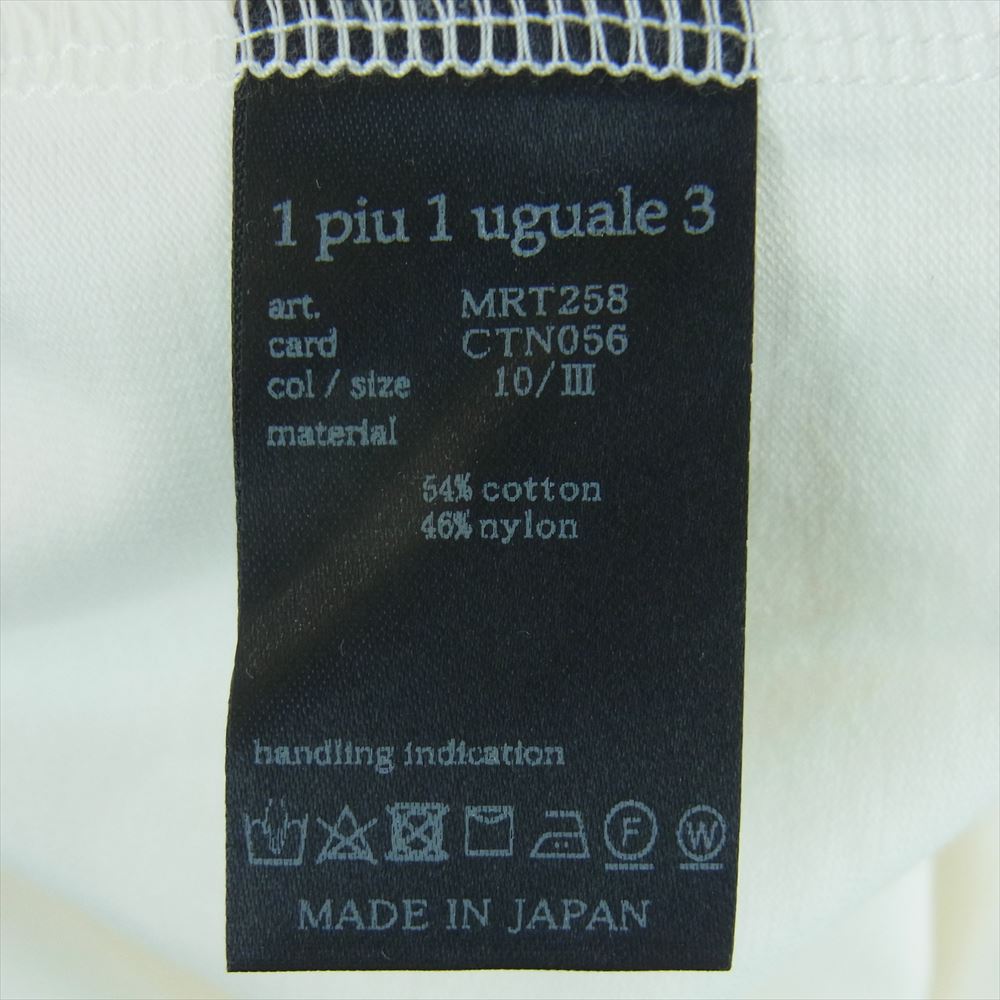 1 piu 1 uguale 3
art. MRT258
card CTN056
col / size 10/III
material
54% cotton
46% nylon
handling indication
F W
MADE IN JAPAN